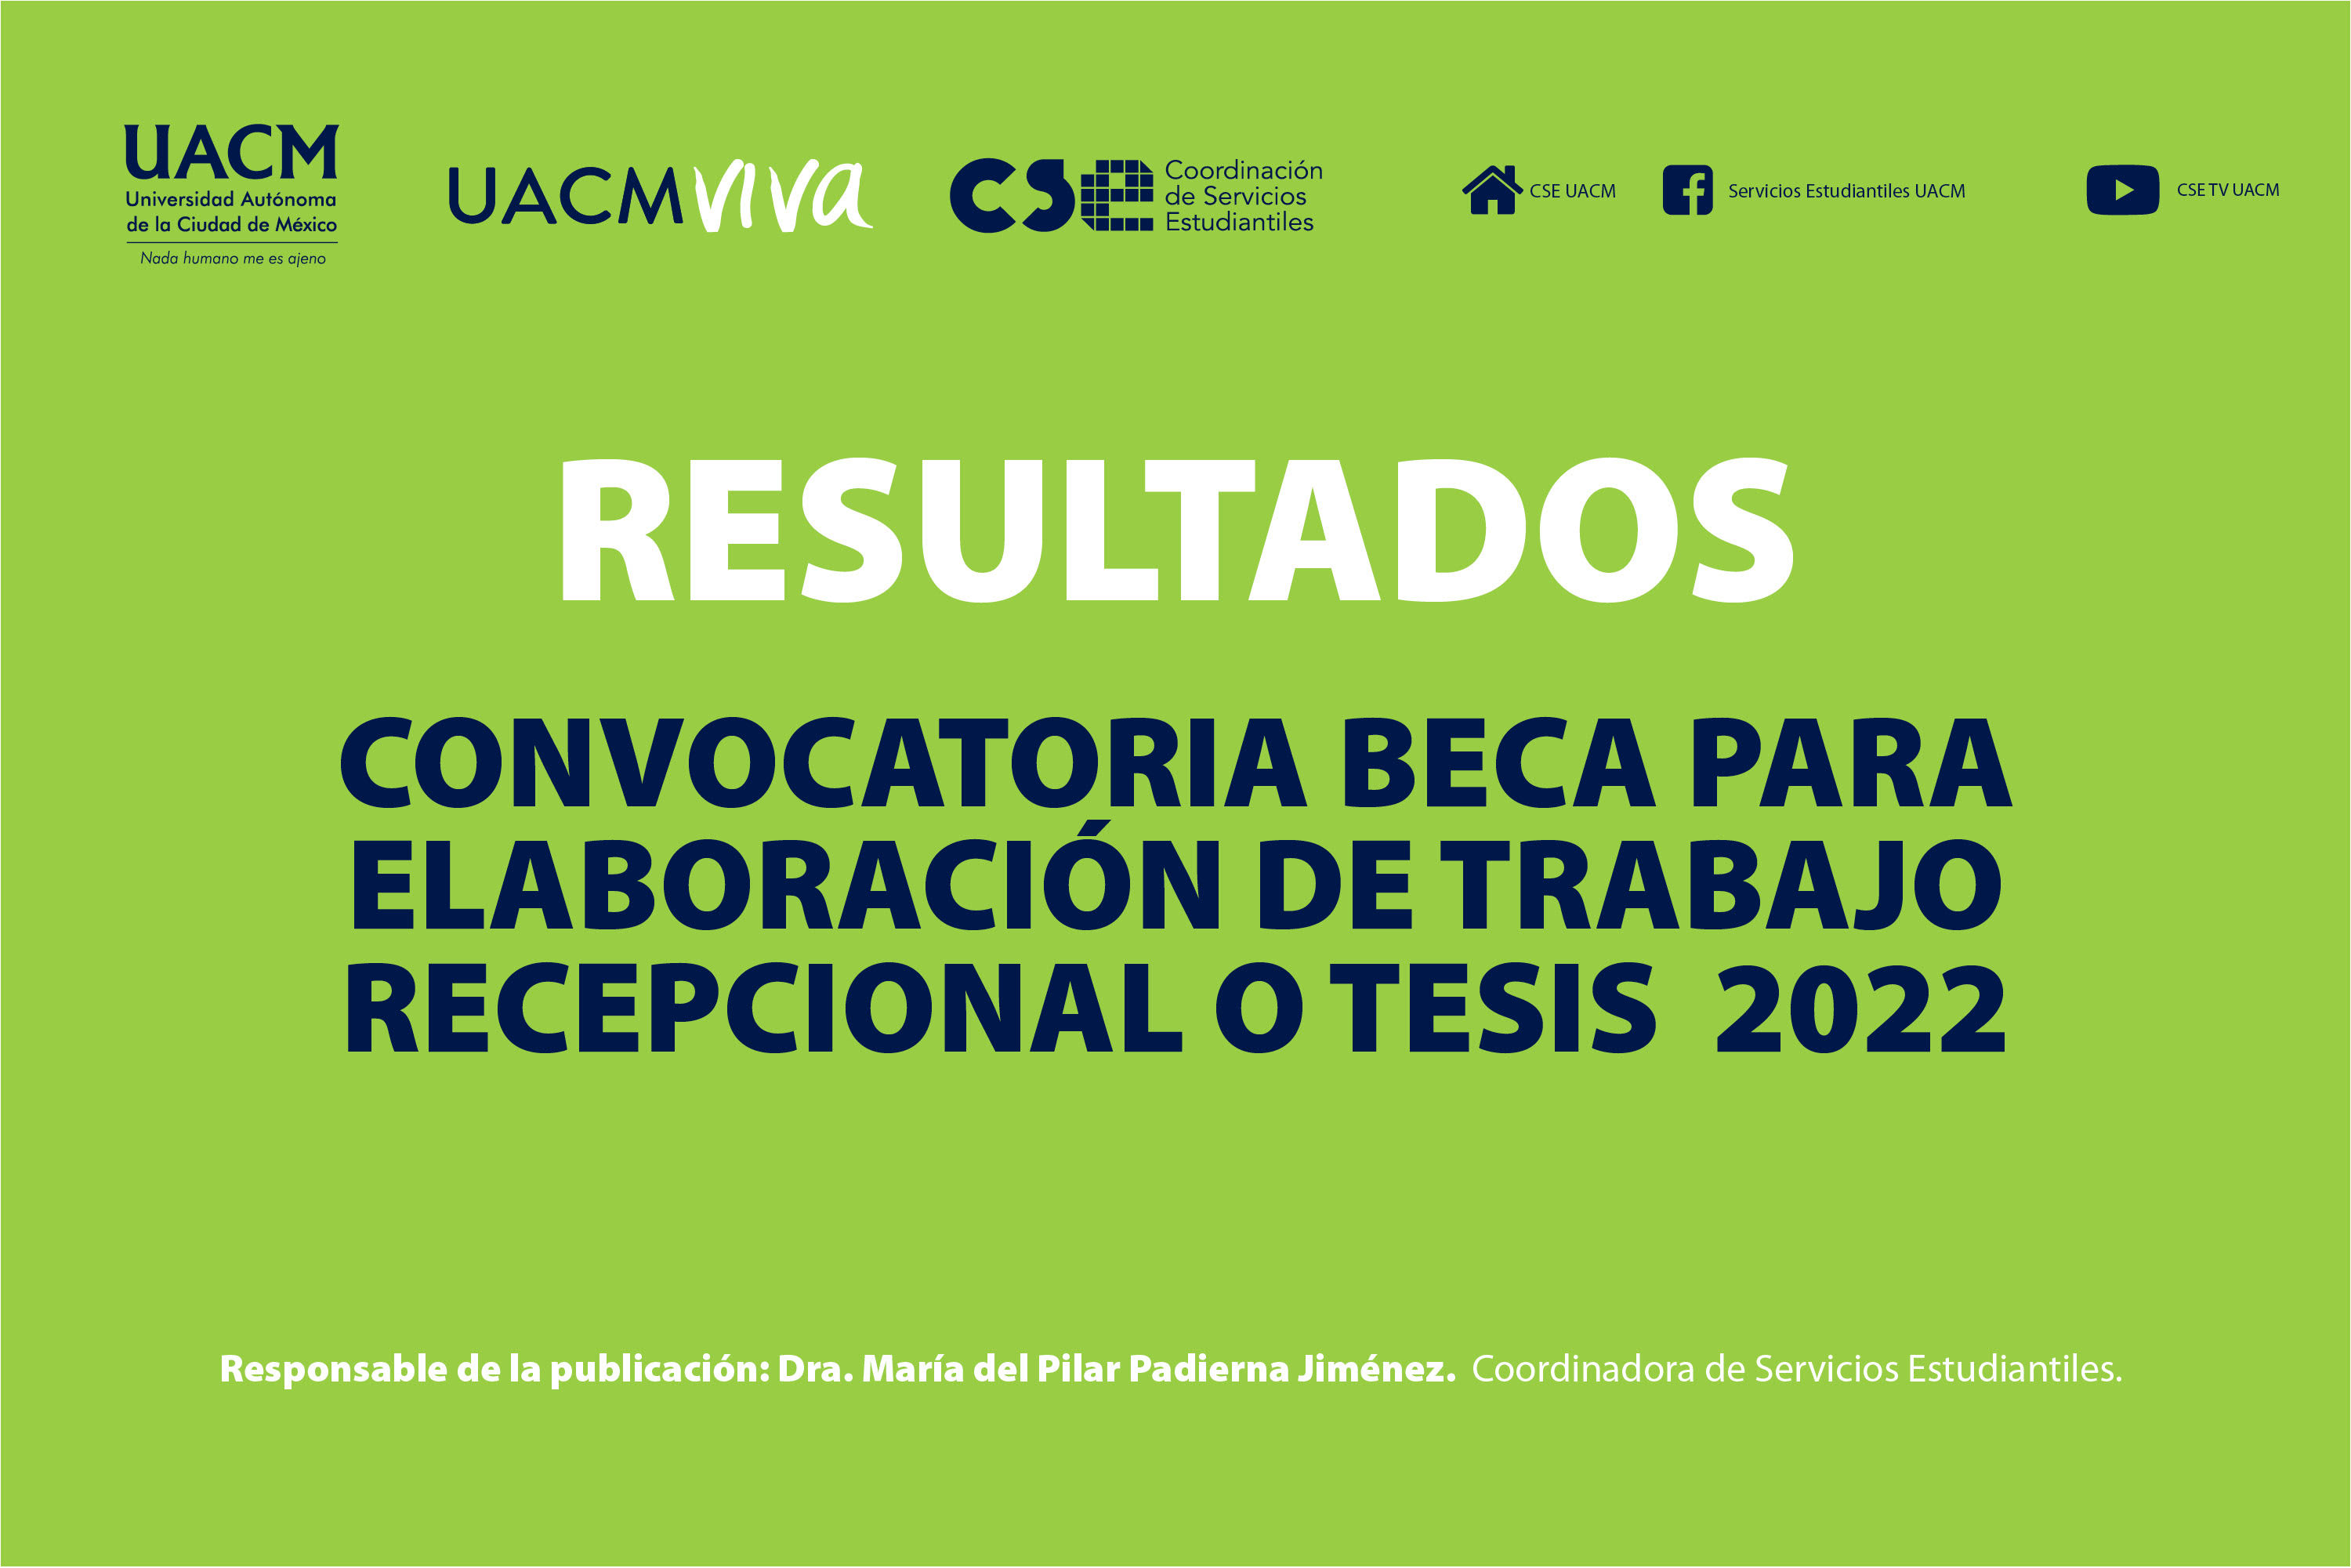 UACM
Universidad Autónoma
de la Ciudad de México
Nada humano me es ajeno
UACM viva
cse
Coordinación
de Servicios
Estudiantiles
CSE UACM
Servicios Estudiantiles UACM
CSE TV UACM
RESULTADOS
CONVOCATORIA BECA PARA
ELABORACIÓN DE TRABAJO
RECEPCIONAL O TESIS 2022
Responsable de la publicación: Dra. María del Pilar Padierna Jiménez. Coordinadora de Servicios Estudiantiles.